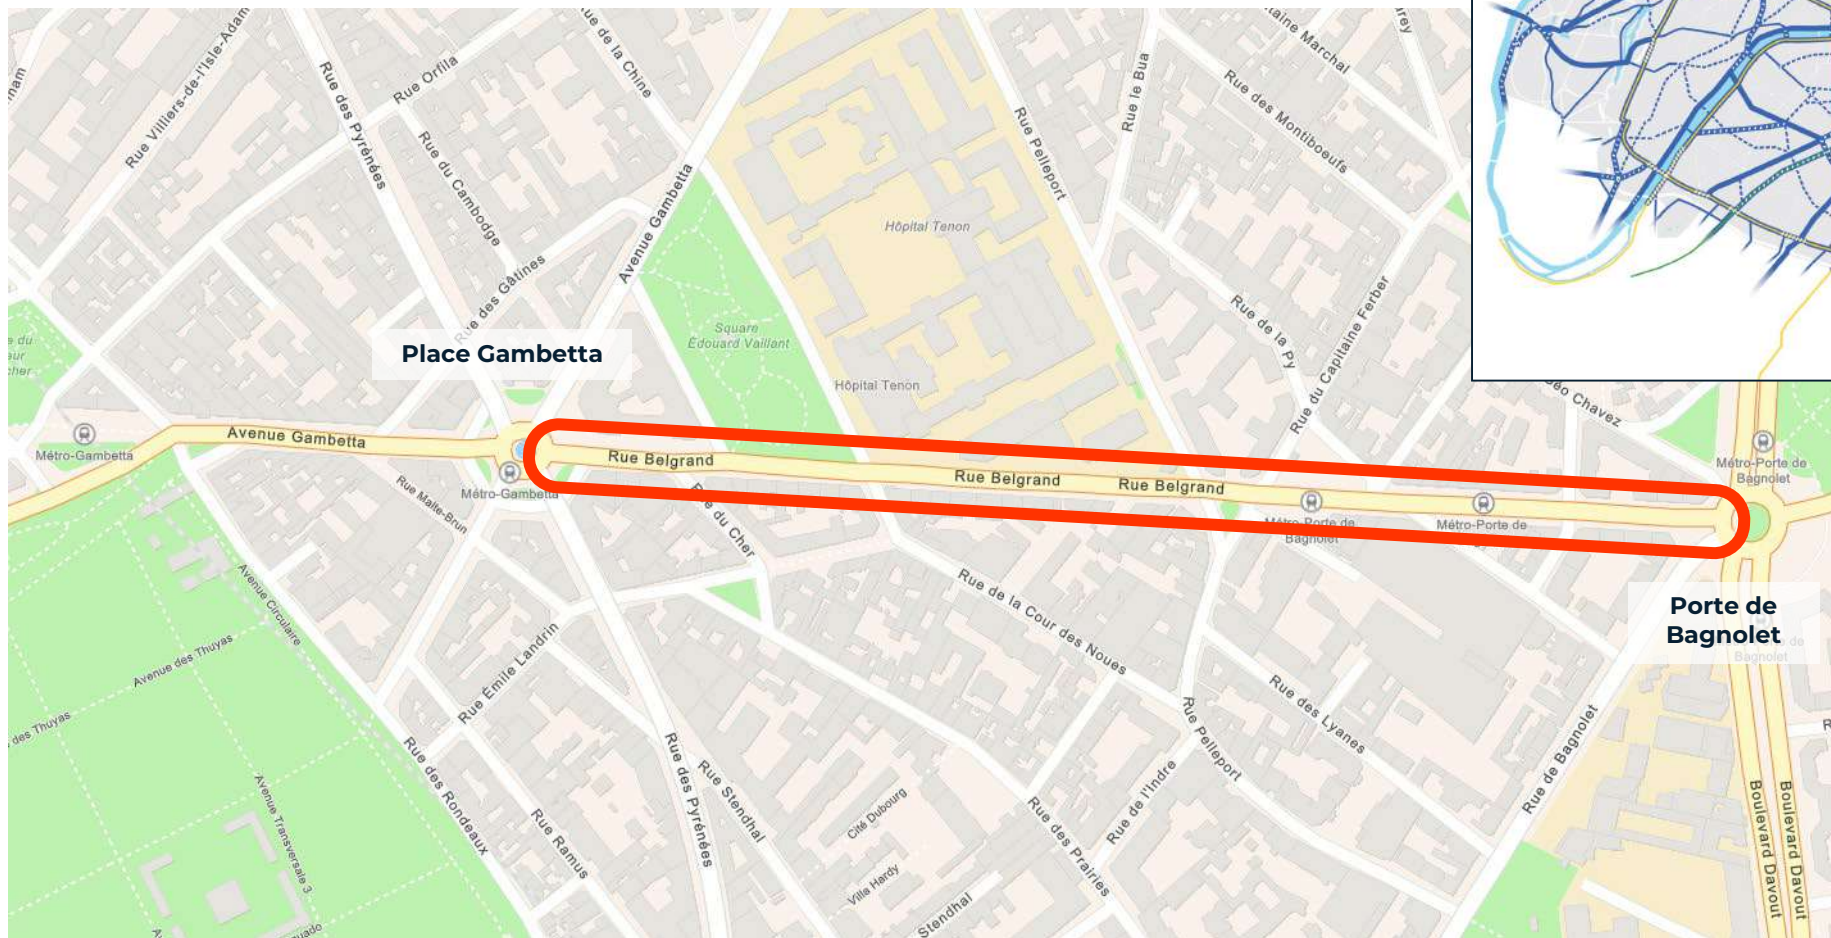 Rue Villiers-de-l'Isle-Adam
Rue des Pyrénées
Rue Orfila
Rue du Cambodge
Rue de la Chine
Avenue Gambetta
Rue des Gâtines
Place Gambetta
Square
Édouard Vaillant
Hôpital Tenon
Hôpital Tenon
Rue Pelleport
Rue le Bua
Rue des Montiboeufs
Marchal
Rue de la Py
Rue du Capitaine Ferber
Géo Chavez
Métro-Gambetta
Avenue Gambetta
Métro-Gambetta
Rue Malte-Brun
Rue Belgrand
Rue Belgrand
Rue Belgrand
Métro-Porte de
Bagnolet
Métro-Porte de
Métro-Porte de
Bagnolet
Porte de
Bagnolet
Bagnolet
Rue du Cher
Avenue Circulaire
Avenue des Thuyas
des Thuyas
Avenue Transversale 3
Rue Émile Landrin
Rue des Rondeaux
Rue Ramus
Rue des Pyrénées
Rue Stendhal
Cité Dubourg
Villa Hardy
Stendhal
Rue de la Cour des Noues
Rue des Prairies
Rue de l'Indre
Rue Pelleport
Rue des Lyanes
Rue de Bagnolet
Boulevard Davout
Boulevard Davout